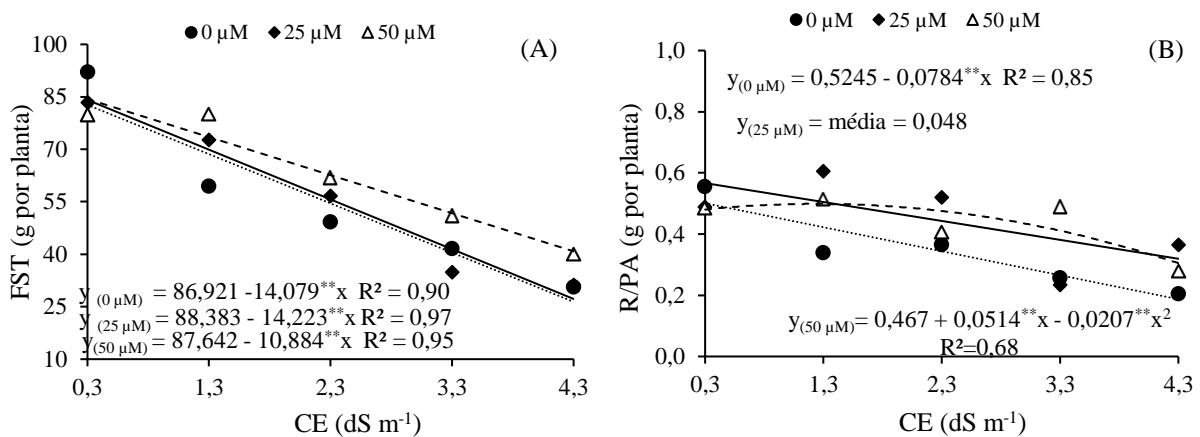 ● 0 µM ◆ 25 µM △ 50 µM
(A)
100
85
70
55
40
25
10
FST (g por planta)
y (0 µM) = 86,921 -14,079**x R² = 0,90
y (25 µM) = 88,383 - 14,223**x R² = 0,97
y(50 µM) = 87,642 - 10,884**x R² = 0,95
0,3 1,3 2,3 3,3 4,3
CE (dS m⁻¹)
● 0 µM ◆ 25 µM △ 50 µM
(B)
1,0
0,8
0,6
0,4
0,2
0,0
R/PA (g por planta)
y(0 µM) = 0,5245 - 0,0784**x R² = 0,85
y(25 µM) = média = 0,048
y(50 µM)= 0,467 + 0,0514**x - 0,0207**x²
R²=0,68
0,3 1,3 2,3 3,3 4,3
CE (dS m⁻¹)